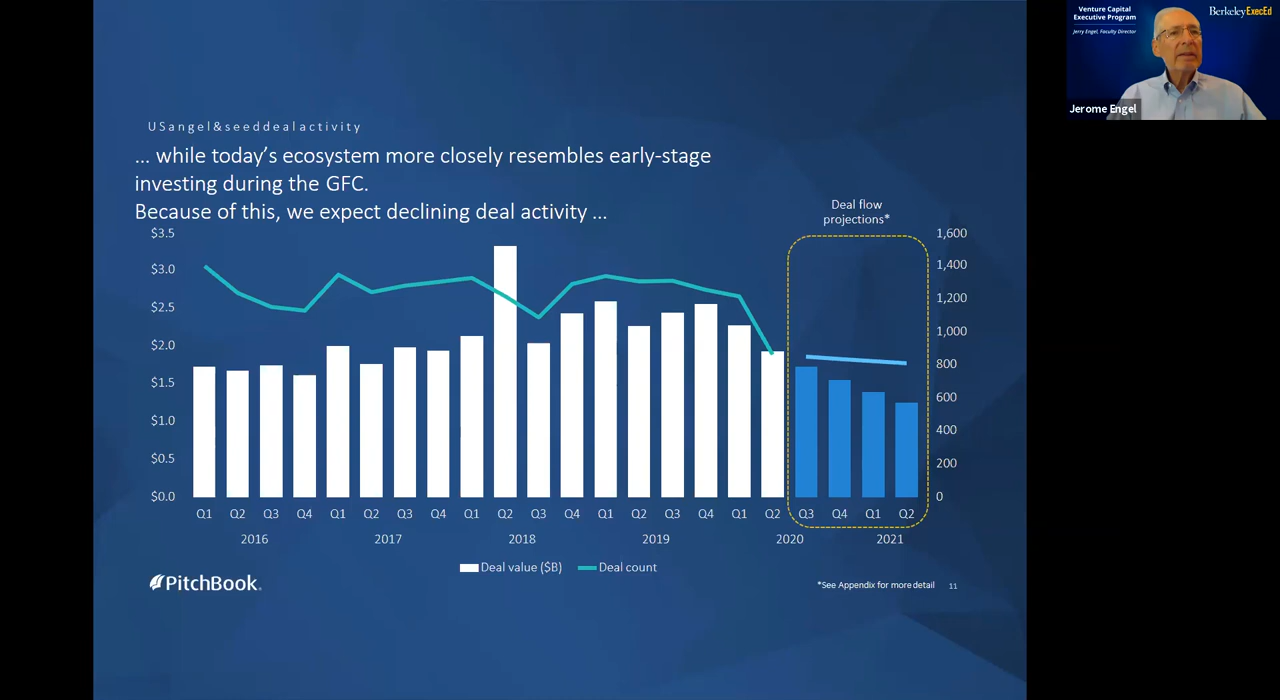 Venture Capital
Executive Program
Jerry Engel, Faculty Director
BerkeleyExecEd
Jerome Engel
USangel&seeddealactivity
... while today's ecosystem more closely resembles early-stage
investing during the GFC.
Because of this, we expect declining deal activity ...
Deal flow
projections*
$3.5
$3.0
$2.5
$2.0
$1.5
$1.0
$0.5
$0.0
1,600
1,400
1,200
1,000
800
600
400
200
0
Q1 Q2 Q3 Q4 Q1 Q2 Q3 Q4 Q1 Q2 Q3 Q4 Q1 Q2 Q3 Q4 Q1 Q2 Q3 Q4 Q1 Q2
2016 2017 2018 2019 2020 2021
Deal value ($B) Deal count
PitchBook.
*See Appendix for more detail 11